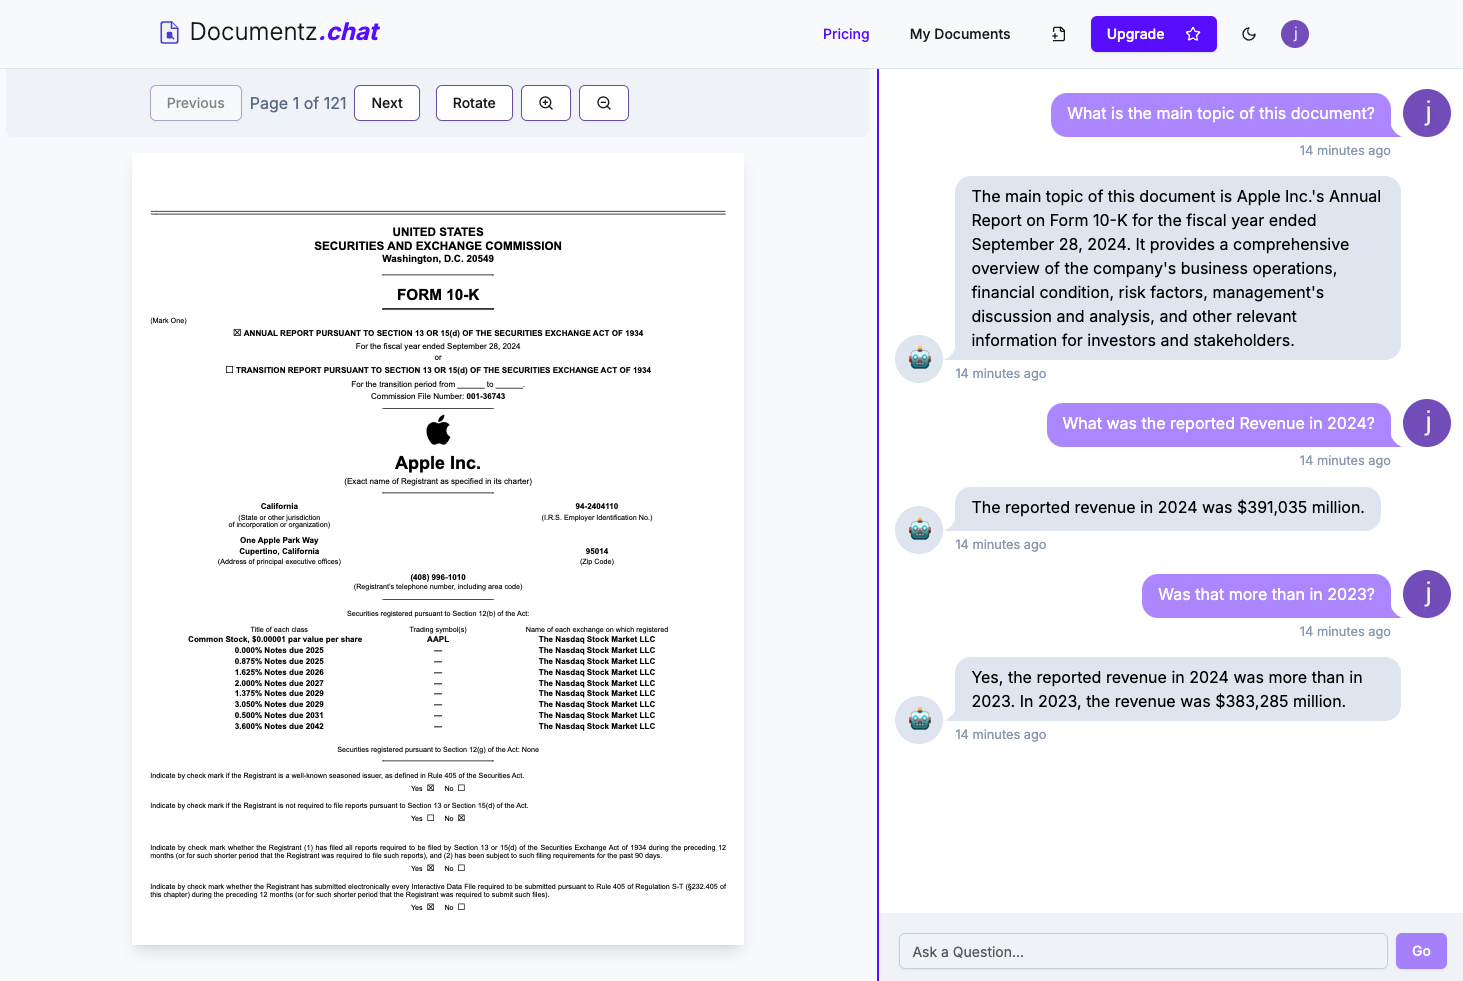 Documentz.chat
Pricing
My Documents
Upgrade
j
Previous
Page 1 of 121
Next
Rotate
UNITED STATES
SECURITIES AND EXCHANGE COMMISSION
Washington, D.C. 20549
FORM 10-K
(Mark One)
☒ ANNUAL REPORT PURSUANT TO SECTION 13 OR 15(d) OF THE SECURITIES EXCHANGE ACT OF 1934
For the fiscal year ended September 28, 2024
or
☐ TRANSITION REPORT PURSUANT TO SECTION 13 OR 15(d) OF THE SECURITIES EXCHANGE ACT OF 1934
For the transition period from ______ to ______.
Commission File Number: 001-36743
Apple Inc.
(Exact name of Registrant as specified in its charter)
California 94-2404110
(State or other jurisdiction
of incorporation or organization) (I.R.S. Employer Identification No.)
One Apple Park Way
Cupertino, California 95014
(Address of principal executive offices) (Zip Code)
(408) 996-1010
(Registrant's telephone number, including area code)
Securities registered pursuant to Section 12(b) of the Act:
Title of each class Trading symbol(s) Name of each exchange on which registered
Common Stock, $0.00001 par value per share AAPL The Nasdaq Stock Market LLC
0.000% Notes due 2025 — The Nasdaq Stock Market LLC
0.875% Notes due 2025 — The Nasdaq Stock Market LLC
1.625% Notes due 2026 — The Nasdaq Stock Market LLC
2.000% Notes due 2027 — The Nasdaq Stock Market LLC
1.375% Notes due 2029 — The Nasdaq Stock Market LLC
3.050% Notes due 2029 — The Nasdaq Stock Market LLC
0.500% Notes due 2031 — The Nasdaq Stock Market LLC
3.600% Notes due 2042 — The Nasdaq Stock Market LLC
Securities registered pursuant to Section 12(g) of the Act: None
Indicate by check mark if the Registrant is a well-known seasoned issuer, as defined in Rule 405 of the Securities Act.
Yes ☒ No ☐
Indicate by check mark if the Registrant is not required to file reports pursuant to Section 13 or Section 15(d) of the Act.
Yes ☐ No ☒
Indicate by check mark whether the Registrant (1) has filed all reports required to be filed by Section 13 or 15(d) of the Securities Exchange Act of 1934 during the preceding 12
months (or for such shorter period that the Registrant was required to file such reports), and (2) has been subject to such filing requirements for the past 90 days.
Yes ☒ No ☐
Indicate by check mark whether the Registrant has submitted electronically every Interactive Data File required to be submitted pursuant to Rule 405 of Regulation S-T (§232.405 of
this chapter) during the preceding 12 months (or for such shorter period that the Registrant was required to submit such files).
Yes ☒ No ☐
What is the main topic of this document?
j
14 minutes ago
The main topic of this document is Apple Inc.'s Annual
Report on Form 10-K for the fiscal year ended
September 28, 2024. It provides a comprehensive
overview of the company's business operations,
financial condition, risk factors, management's
discussion and analysis, and other relevant
information for investors and stakeholders.
14 minutes ago
What was the reported Revenue in 2024?
j
14 minutes ago
The reported revenue in 2024 was $391,035 million.
14 minutes ago
Was that more than in 2023?
j
14 minutes ago
Yes, the reported revenue in 2024 was more than in
2023. In 2023, the revenue was $383,285 million.
14 minutes ago
Ask a Question...
Go